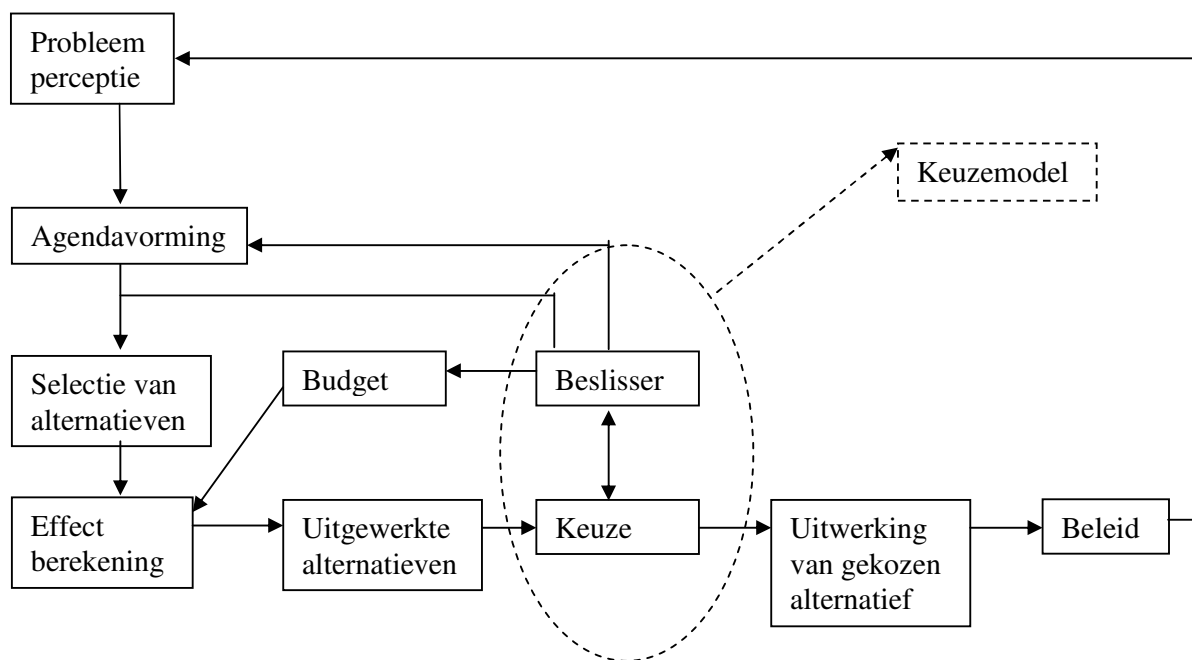 Probleem
perceptie
Keuzemodel
Agendavorming
Selectie van
alternatieven
Budget
Beslisser
Effect
berekening
Uitgewerkte
alternatieven
Keuze
Uitwerking
van gekozen
alternatief
Beleid